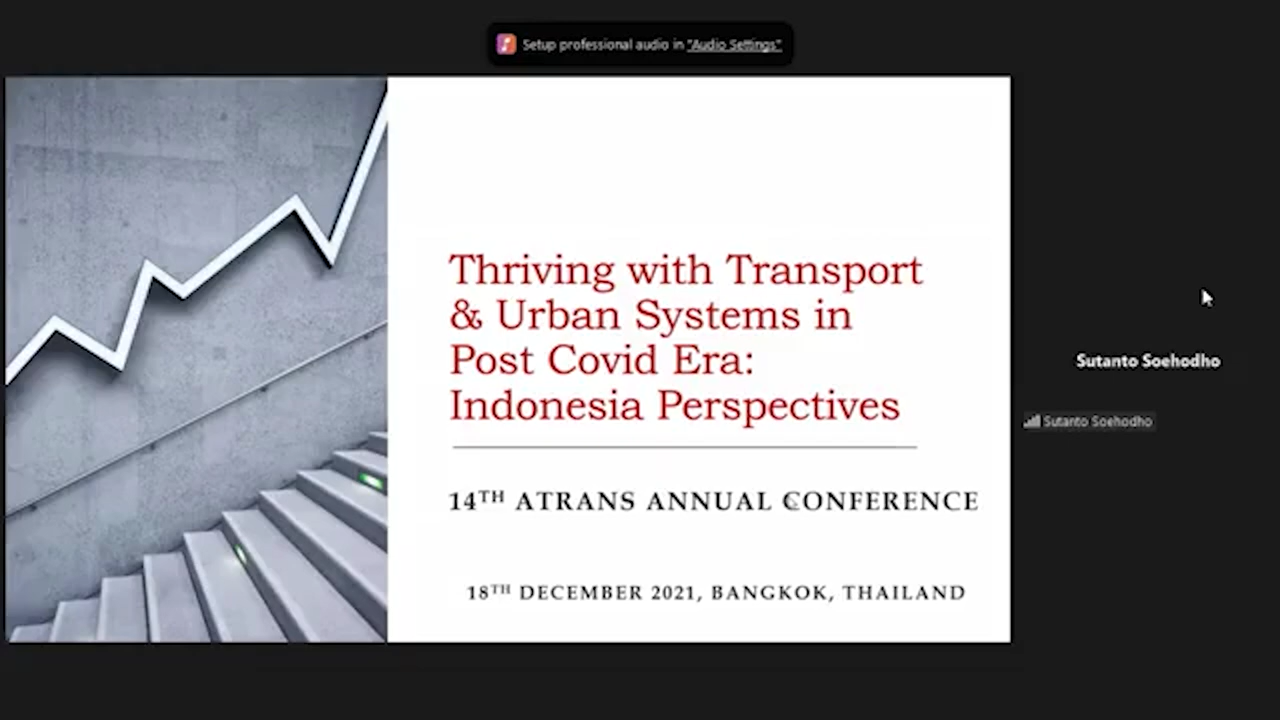 Setup professional audio in "Audio Settings"
Thriving with Transport
& Urban Systems in
Post Covid Era:
Indonesia Perspectives
14TH ATRANS ANNUAL CONFERENCE
18TH DECEMBER 2021, BANGKOK, THAILAND
Sutanto Soehodho
Sutanto Soehodho